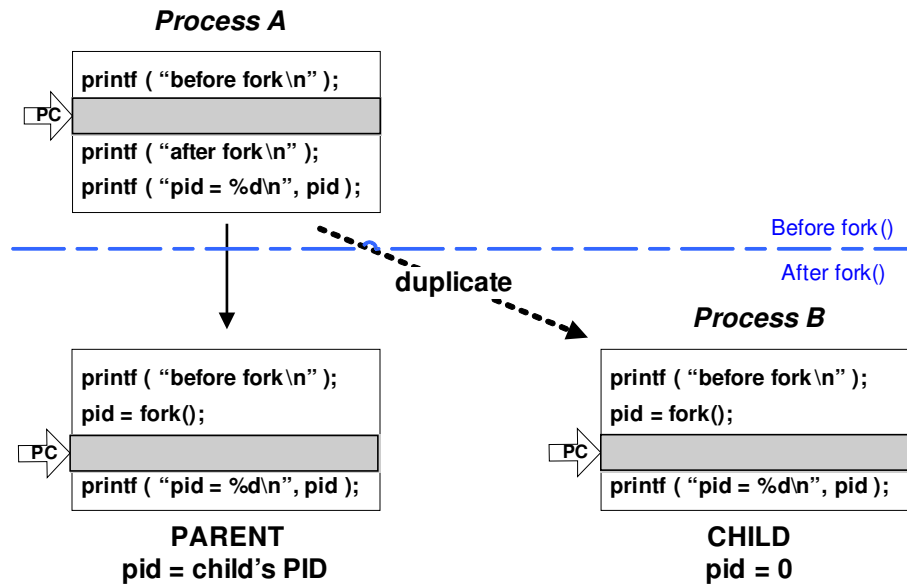 Process A
printf ( “before fork\n” );
PC
printf ( “after fork\n” );
printf ( “pid = %d\n”, pid );
Before fork()
After fork()
duplicate
Process B
printf ( “before fork\n” );
pid = fork();
PC
printf ( “pid = %d\n”, pid );
PARENT
pid = child's PID
printf ( “before fork\n” );
pid = fork();
PC
printf ( “pid = %d\n”, pid );
CHILD
pid = 0